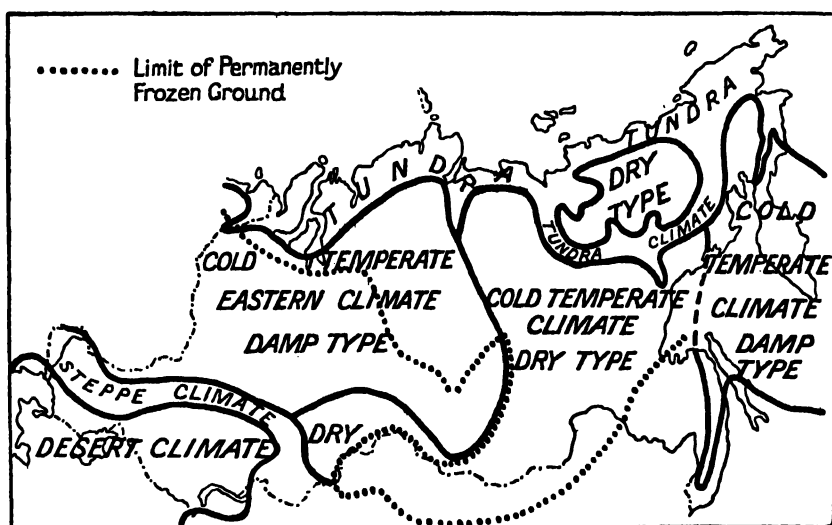 Limit of Permanently
Frozen Ground
TUNDRA
TUNDRA
DRY
TYPE
TUNDRA CLIMATE
COLD
TEMPERATE
CLIMATE
DAMP
TYPE
COLD TEMPERATE
EASTERN CLIMATE
DAMP TYPE
COLD TEMPERATE
CLIMATE
DRY TYPE
STEPPE CLIMATE
DRY
DESERT CLIMATE